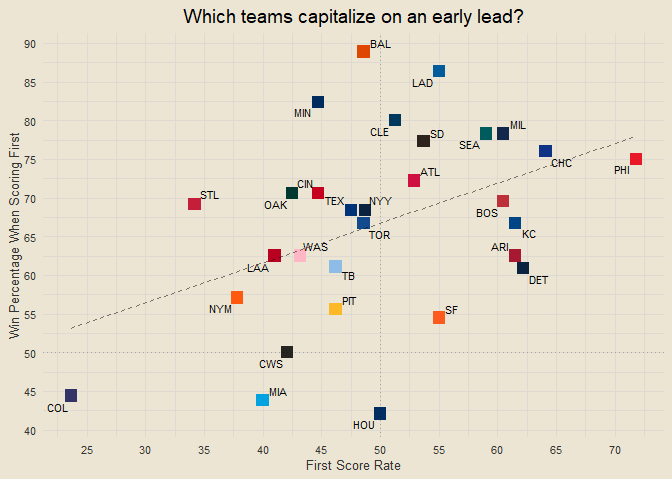 Which teams capitalize on an early lead?
90
85
80
75
70
65
60
55
50
45
40
Win Percentage When Scoring First
BAL
LAD
MIN
CLE
SD
SEA
MIL
CHC
PHI
ATL
STL
CIN
OAK
TEX
NYY
TOR
BOS
KC
WAS
LAA
ARI
DET
TB
NYM
PIT
SF
CWS
COL
MIA
HOU
25
30
35
40
45
50
55
60
65
70
First Score Rate